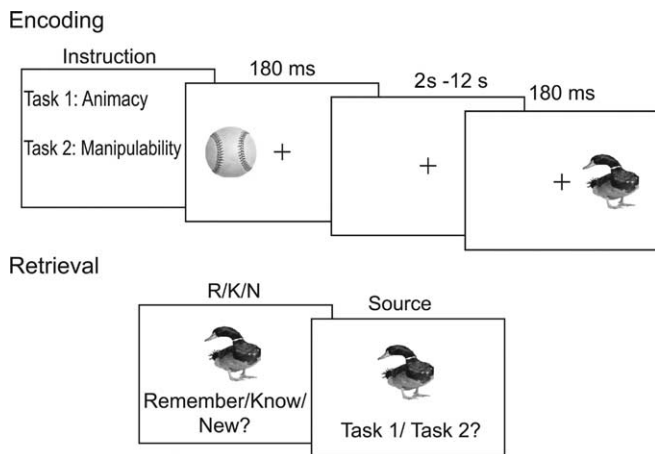 Encoding
Instruction
180 ms
2s -12 s
180 ms
Task 1: Animacy
Task 2: Manipulability
+
+
+
Retrieval
R/K/N
Source
Remember/Know/
New?
Task 1/ Task 2?